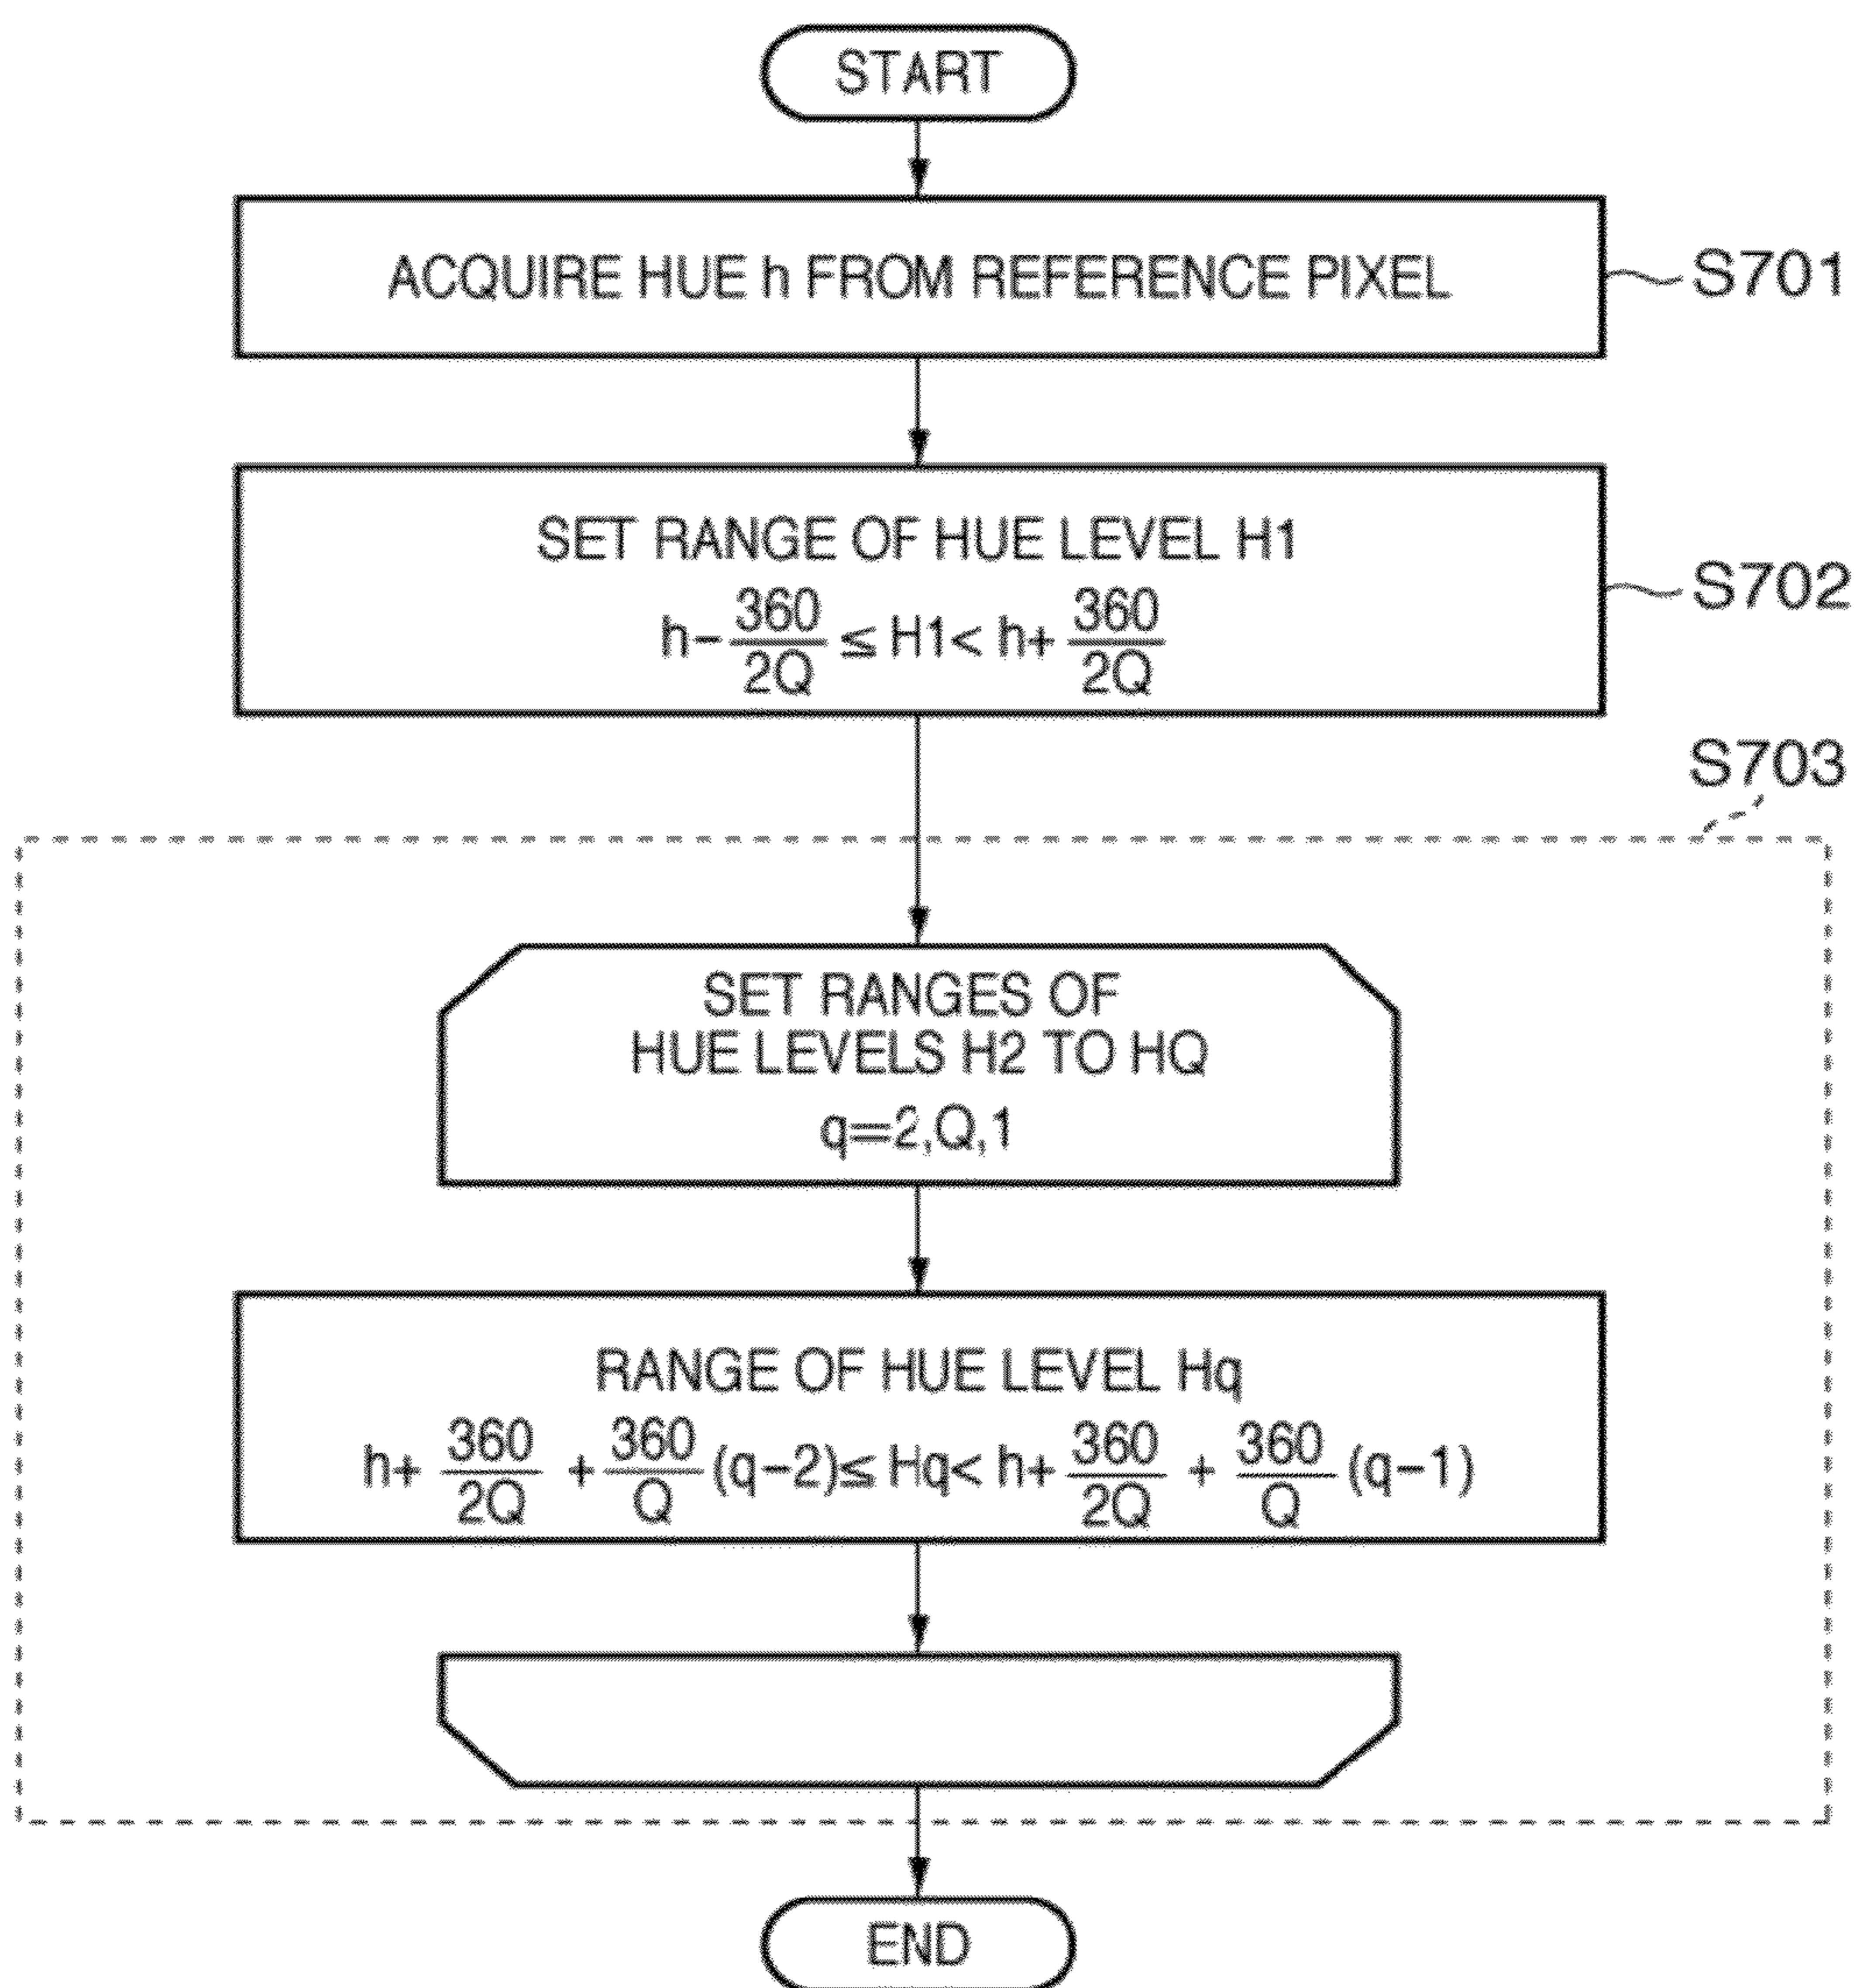 START
ACQUIRE HUE h FROM REFERENCE PIXEL
S701
SET RANGE OF HUE LEVEL H1
h-360/2Q ≤ H1< h+360/2Q
S702
S703
SET RANGES OF
HUE LEVELS H2 TO HQ
q=2,Q,1
RANGE OF HUE LEVEL Hq
h+ 360/2Q + 360/Q (q-2)≤ Hq< h+ 360/2Q + 360/Q (q-1)
END